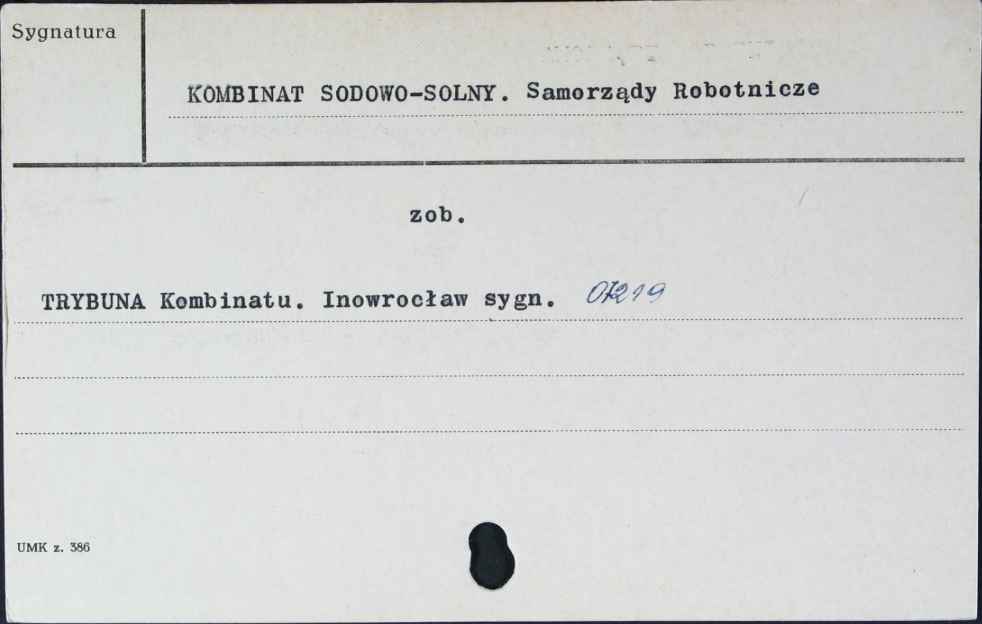 Sygnatura
KOMBINAT SODOWO-SOLNY. Samorządy Robotnicze
zob.
TRYBUNA Kombinatu. Inowrocław sygn. 07219
UMK z. 386